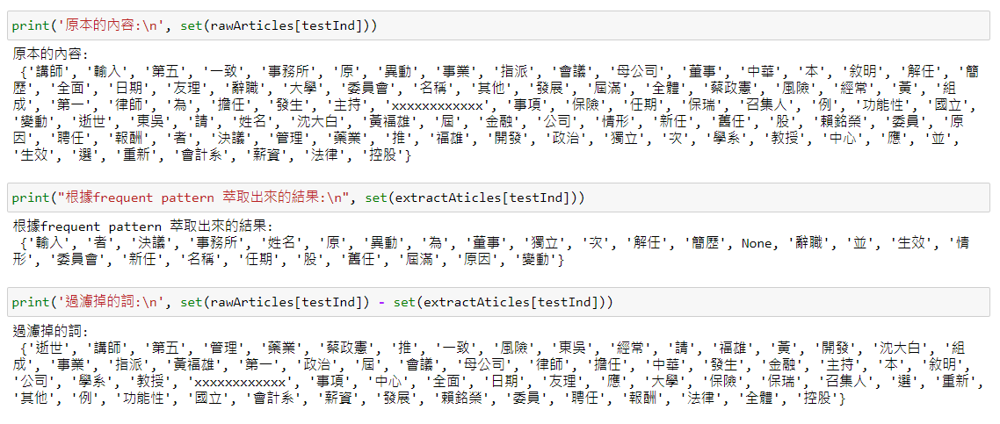 print('原本的內容:\n', set(rawArticles[testInd]))
原本的內容:
{'講師', '輸入', '第五', '一致', '事務所', '原', '異動', '事業', '指派', '會議', '母公司', '董事', '中華', '本', '敘明', '解任', '簡
歷', '全面', '日期', '友理', '辭職', '大學', '委員會', '名稱', '其他', '發展', '屆滿', '全體', '蔡政憲', '風險', '經常', '黃', '組
成', '第一', '律師', '為', '擔任', '發生', '主持', 'xxxxxxxxxxxx', '事項', '保險', '任期', '保瑞', '召集人', '例', '功能性', '國立',
'變動', '逝世', '東吳', '請', '姓名', '沈大白', '黃福雄', '屆', '金融', '公司', '情形', '新任', '舊任', '股', '賴銘榮', '委員', '原
因', '聘任', '報酬', '者', '決議', '管理', '藥業', '推', '福雄', '開發', '政治', '獨立', '次', '學系', '教授', '中心', '應', '並',
'生效', '選', '重新', '會計系', '薪資', '法律', '控股'}
print("根據frequent pattern 萃取出來的結果:\n", set(extractAticles[testInd]))
根據frequent pattern 萃取出來的結果:
{'輸入', '者', '決議', '事務所', '姓名', '原', '異動', '為', '董事', '獨立', '次', '解任', '簡歷', None, '辭職', '並', '生效', '情
形', '委員會', '新任', '名稱', '任期', '股', '舊任', '屆滿', '原因', '變動'}
print('過濾掉的詞:\n', set(rawArticles[testInd]) - set(extractAticles[testInd]))
過濾掉的詞:
{'逝世', '講師', '第五', '管理', '藥業', '蔡政憲', '推', '一致', '風險', '東吳', '經常', '請', '福雄', '黃', '開發', '沈大白', '組
成', '事業', '指派', '黃福雄', '第一', '政治', '屆', '會議', '母公司', '律師', '擔任', '中華', '發生', '金融', '主持', '本', '敘明',
'公司', '學系', '教授', 'xxxxxxxxxxxx', '事項', '中心', '全面', '日期', '友理', '應', '大學', '保險', '保瑞', '召集人', '選', '重新',
'其他', '例', '功能性', '國立', '會計系', '薪資', '發展', '賴銘榮', '委員', '聘任', '報酬', '法律', '全體', '控股'}